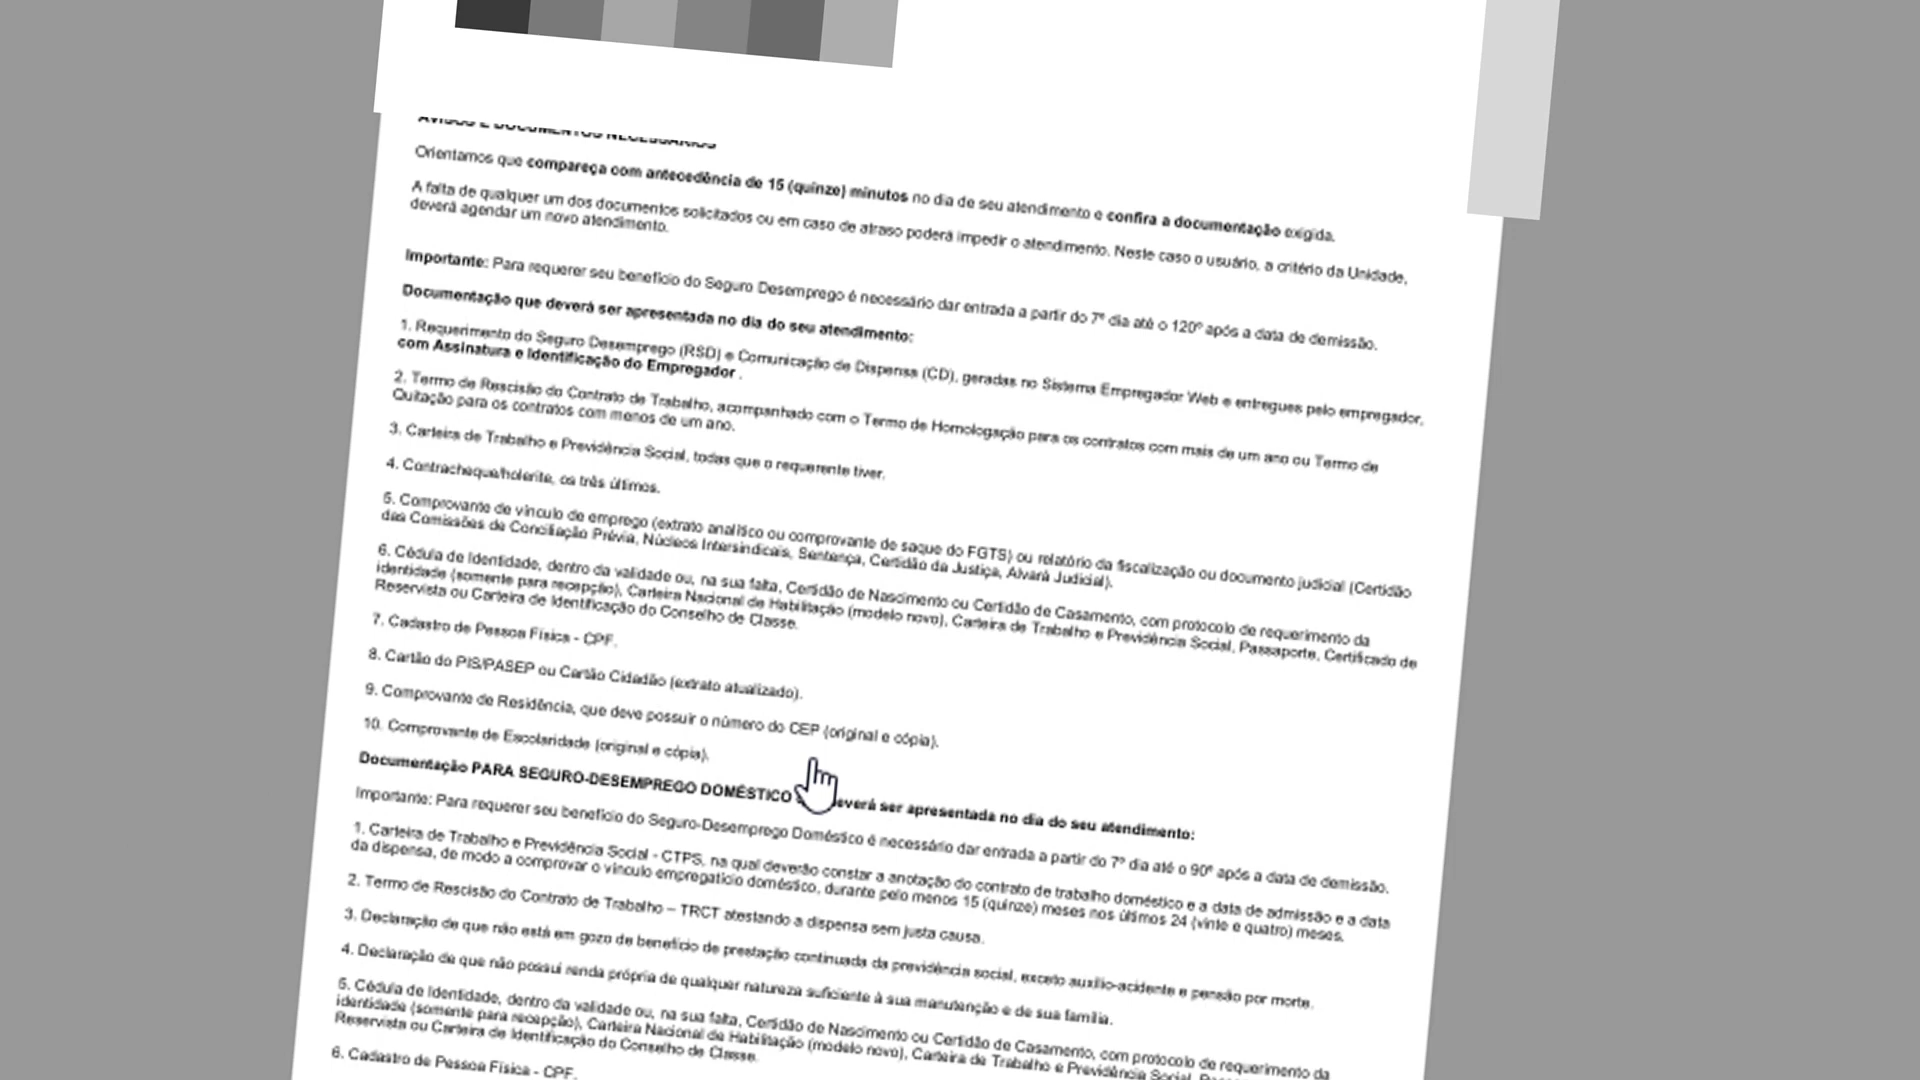 AVISOS E DOCUMENTOS NECESSÁRIOS
Orientamos que compareça com antecedência de 15 (quinze) minutos no dia de seu atendimento e confira a documentação exigida.
A falta de qualquer um dos documentos solicitados ou em caso de atraso poderá impedir o atendimento. Neste caso o usuário, a critério da Unidade,
deverá agendar um novo atendimento.
Importante: Para requerer seu benefício do Seguro Desemprego é necessário dar entrada a partir do 7º dia até o 120º após a data de demissão.
Documentação que deverá ser apresentada no dia do seu atendimento:
1. Requerimento do Seguro Desemprego (RSD) e Comunicação de Dispensa (CD), geradas no Sistema Empregador Web e entregues pelo empregador,
com Assinatura e Identificação do Empregador .
2. Termo de Rescisão do Contrato de Trabalho, acompanhado com o Termo de Homologação para os contratos com mais de um ano ou Termo de
Quitação para os contratos com menos de um ano.
3. Carteira de Trabalho e Previdência Social, todas que o requerente tiver.
4. Contracheque/holerite, os três últimos.
5. Comprovante de vínculo de emprego (extrato analítico ou comprovante de saque do FGTS) ou relatório da fiscalização ou documento judicial (Certidão
das Comissões de Conciliação Prévia, Núcleos Intersindicais, Sentença, Certidão da Justiça, Alvará Judicial).
6. Cédula de Identidade, dentro da validade ou, na sua falta, Certidão de Nascimento ou Certidão de Casamento, com protocolo de requerimento da
identidade (somente para recepção), Carteira Nacional de Habilitação (modelo novo), Carteira de Trabalho e Previdência Social, Passaporte, Certificado de
Reservista ou Carteira de Identificação do Conselho de Classe.
7. Cadastro de Pessoa Física - CPF.
8. Cartão do PIS/PASEP ou Cartão Cidadão (extrato atualizado).
9. Comprovante de Residência, que deve possuir o número do CEP (original e cópia).
10. Comprovante de Escolaridade (original e cópia).
Documentação PARA SEGURO-DESEMPREGO DOMÉSTICO everá ser apresentada no dia do seu atendimento:
Importante: Para requerer seu benefício do Seguro-Desemprego Doméstico é necessário dar entrada a partir do 7º dia até o 90º após a data de demissão.
1. Carteira de Trabalho e Previdência Social - CTPS, na qual deverão constar a anotação do contrato de trabalho doméstico e a data de admissão e a data
da dispensa, de modo a comprovar o vínculo empregatício doméstico, durante pelo menos 15 (quinze) meses nos últimos 24 (vinte e quatro) meses.
2. Termo de Rescisão do Contrato de Trabalho – TRCT atestando a dispensa sem justa causa.
3. Declaração de que não está em gozo de benefício de prestação continuada da previdência social, exceto auxílio-acidente e pensão por morte.
4. Declaração de que não possui renda própria de qualquer natureza suficiente à sua manutenção e de sua família.
5. Cédula de Identidade, dentro da validade ou, na sua falta, Certidão de Nascimento ou Certidão de Casamento, com protocolo de requerimento da
identidade (somente para recepção), Carteira Nacional de Habilitação (modelo novo), Carteira de Trabalho e Previdência Social,
Reservista ou Carteira de Identificação do Conselho de Classe.
6. Cadastro de Pessoa Física - CPF.